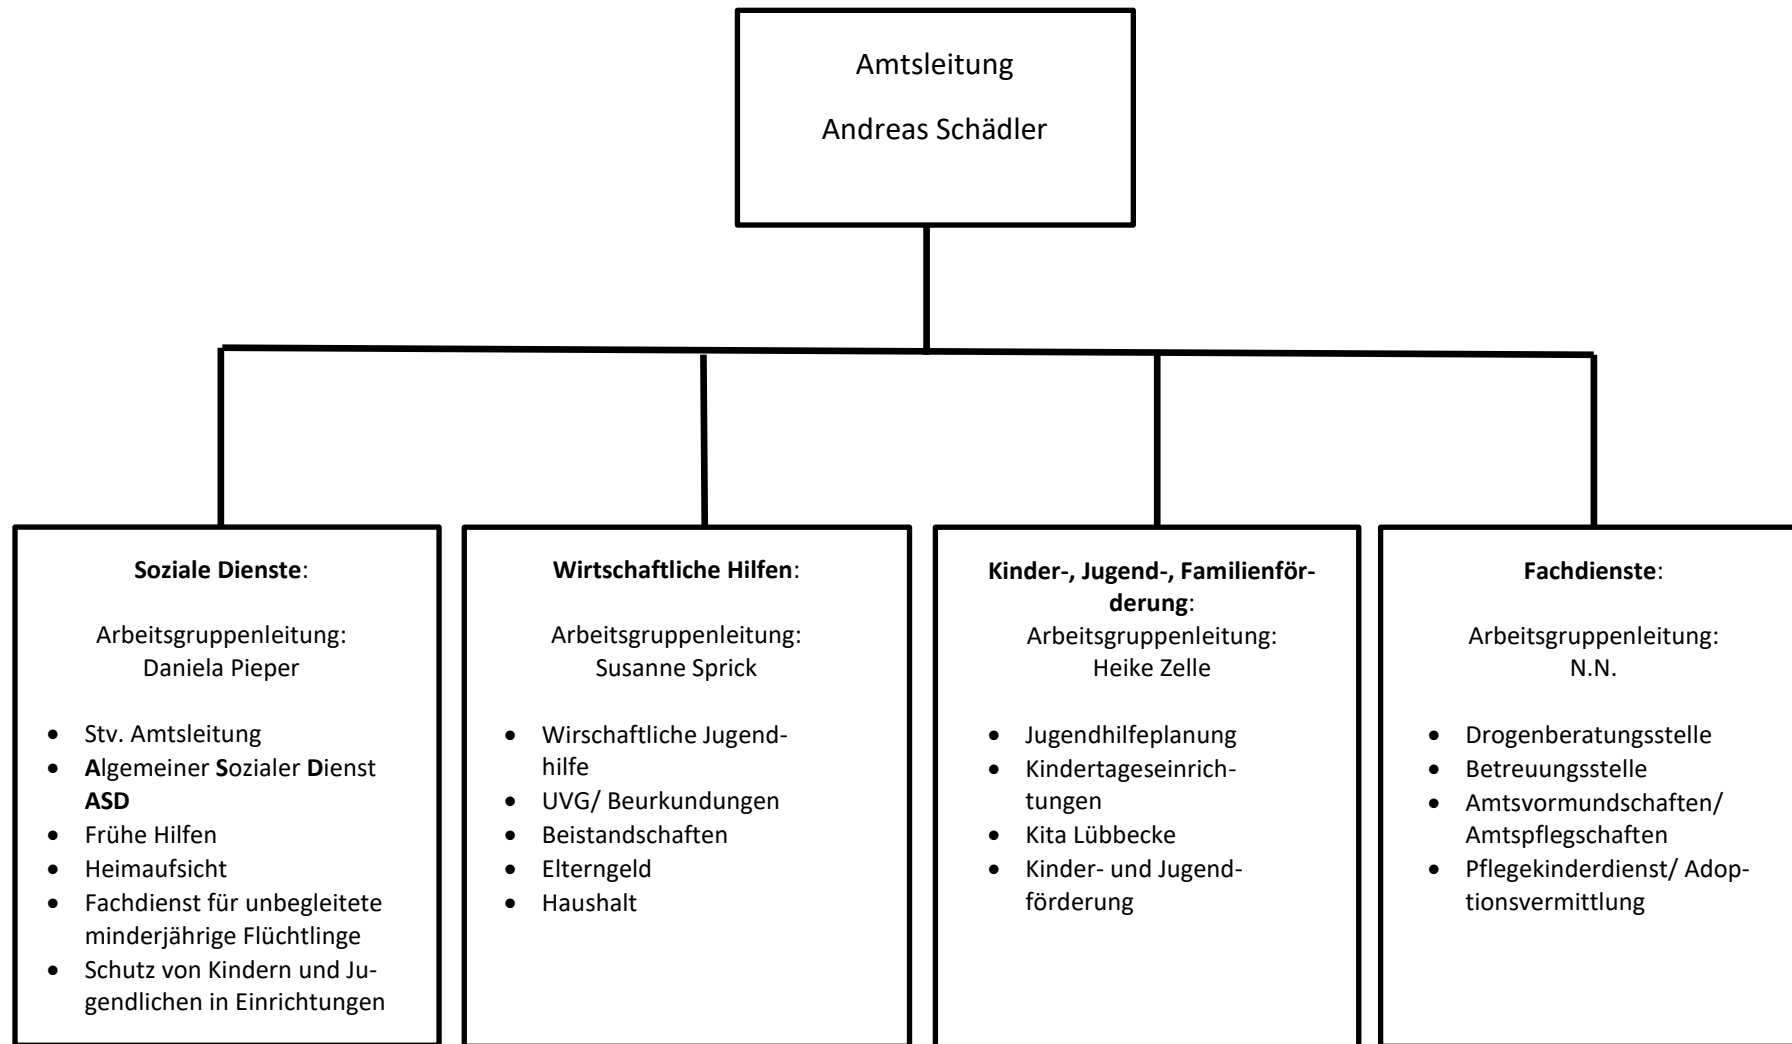 Amtsleitung
Andreas Schädler
Soziale Dienste:
Arbeitsgruppenleitung:
Daniela Pieper
• Stv. Amtsleitung
• Algemeiner Sozialer Dienst
ASD
• Frühe Hilfen
• Heimaufsicht
• Fachdienst für unbegleitete
minderjährige Flüchtlinge
• Schutz von Kindern und Ju-
gendlichen in Einrichtungen
Wirtschaftliche Hilfen:
Arbeitsgruppenleitung:
Susanne Sprick
• Wirschaftliche Jugend-
hilfe
• UVG/ Beurkundungen
• Beistandschaften
• Elterngeld
• Haushalt
Kinder-, Jugend-, Familienför-
derung:
Arbeitsgruppenleitung:
Heike Zelle
• Jugendhilfeplanung
• Kindertageseinrich-
tungen
• Kita Lübbecke
• Kinder- und Jugend-
förderung
Fachdienste:
Arbeitsgruppenleitung:
N.N.
• Drogenberatungsstelle
• Betreuungsstelle
• Amtsvormundschaften/
Amtspflegschaften
• Pflegekinderdienst/ Adop-
tionsvermittlung